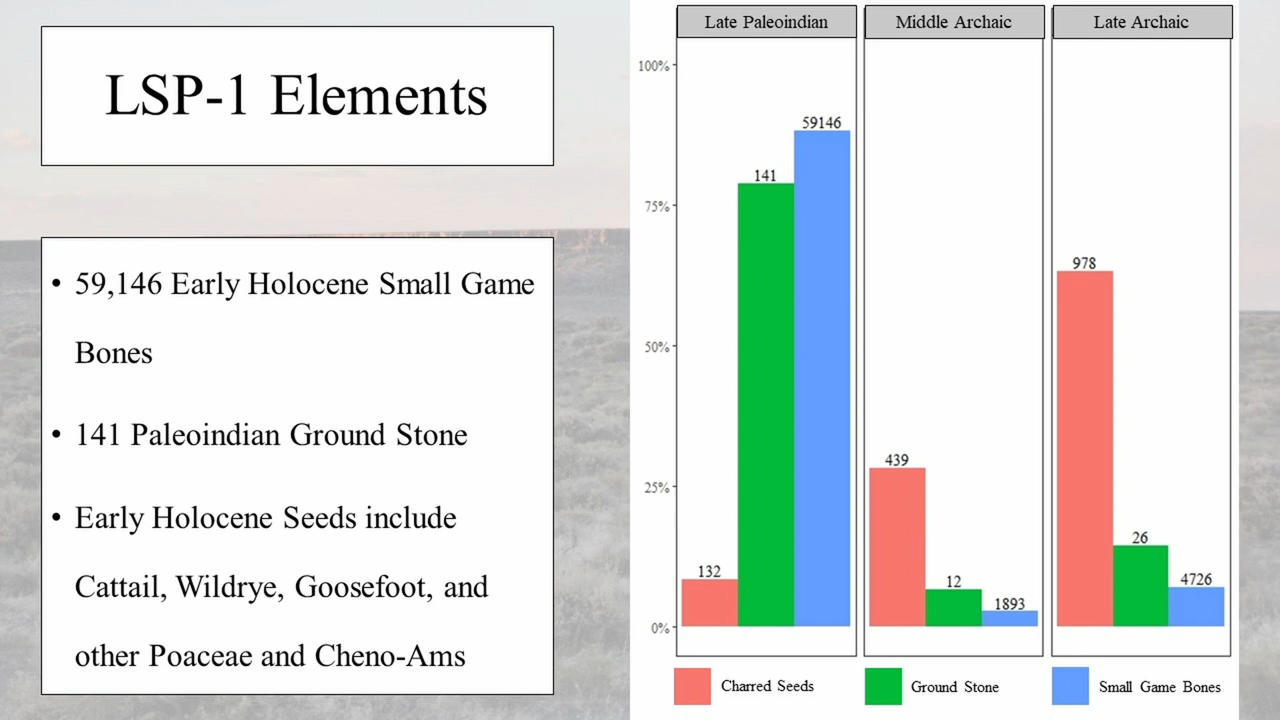 LSP-1 Elements
• 59,146 Early Holocene Small Game
Bones
• 141 Paleoindian Ground Stone
• Early Holocene Seeds include
Cattail, Wildrye, Goosefoot, and
other Poaceae and Cheno-Ams
Late Paleoindian
Middle Archaic
Late Archaic
100%
75%
50%
25%
0%
132
141
59146
439
12
1893
978
26
4726
Charred Seeds
Ground Stone
Small Game Bones